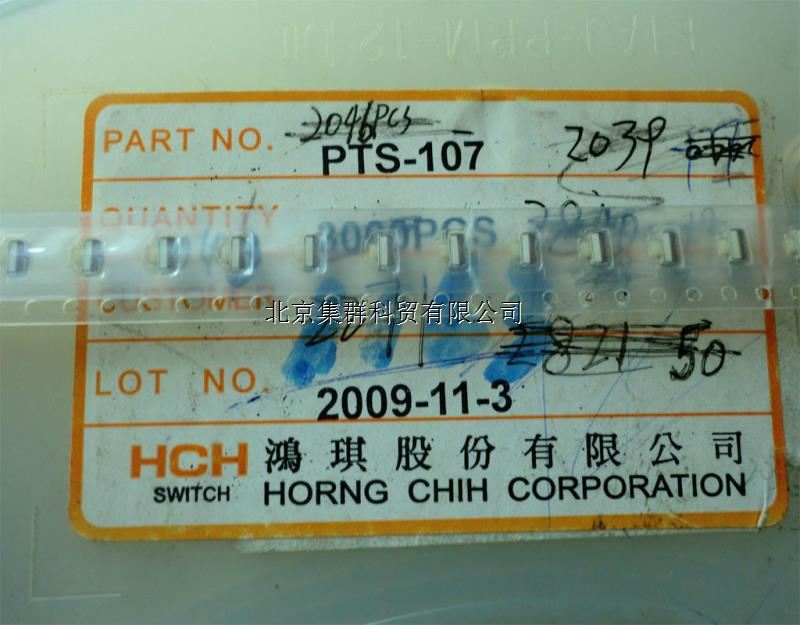 2046PCS
PART NO. PTS-107 2039
QUANTITY 3000PCS
CUSTOMER
北京集群科贸有限公司
2071 2821 50
LOT NO. 2009-11-3
HCH 鴻琪股份有限公司
SWITCH HORNG CHIH CORPORATION